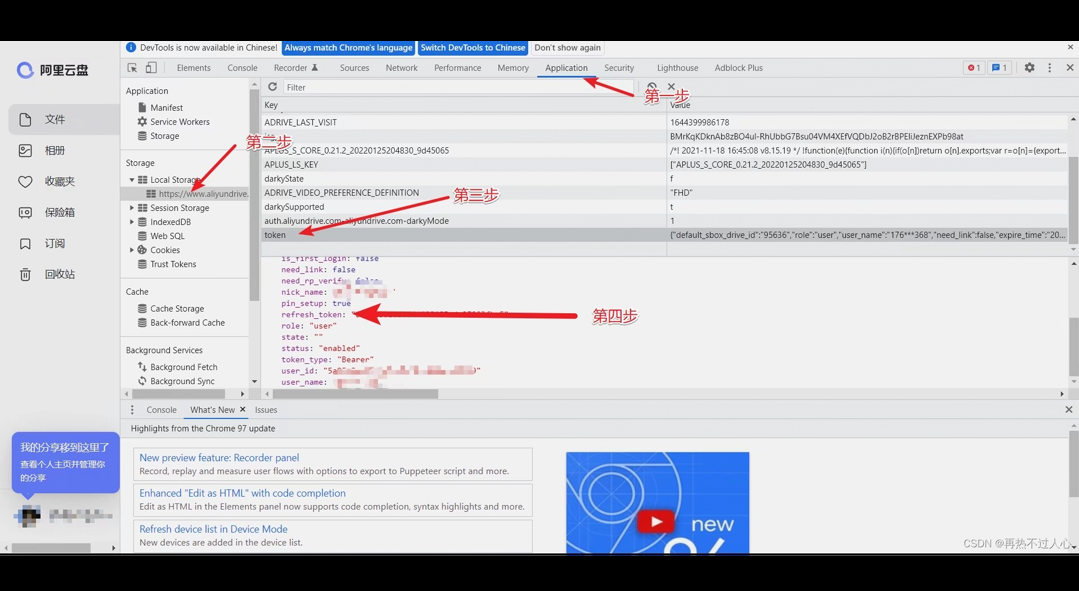 DevTools is now available in Chinese! Always match Chrome's language Switch DevTools to Chinese Don't show again
阿里云盘
Elements Console Recorder Sources Network Performance Memory Application Security Lighthouse Adblock Plus 1 1
Application
Manifest
Service Workers
Storage
Storage
Local Storage
https://www.aliyundrive.
Session Storage
IndexedDB
Web SQL
Cookies
Trust Tokens
Cache
Cache Storage
Back-forward Cache
Background Services
Background Fetch
Background Sync
文件
相册
收藏夹
保险箱
订阅
回收站
Filter
第一步
第二步
第三步
第四步
Key Value
ADRIVE_LAST_VISIT 1644399986178
BMrKqKDknAb8zBO4uI-RhUbbG7Bsu04VM4XEfVQDbJ2oB2rBPEIiJeznEXPb98at
APLUS_S_CORE_0.21.2_20220125204830_9d45065 /*! 2021-11-18 16:45:08 v8.15.19 */ !function(e){function i(n){if(o[n])return o[n].exports;var r=o[n]={export...
APLUS_LS_KEY ["APLUS_S_CORE_0.21.2_20220125204830_9d45065"]
darkyState f
ADRIVE_VIDEO_PREFERENCE_DEFINITION "FHD"
darkySupported t
auth.aliyundrive.com-aliyundrive.com-darkyMode 1
token {"default_sbox_drive_id":"95636","role":"user","user_name":"176***368","need_link":false,"expire_time":"20...
is_first_login: false
need_link: false
need_rp_verify: false
nick_name:
pin_setup: true
refresh_token:
role: "user"
state: ""
status: "enabled"
token_type: "Bearer"
user_id:
user_name:
Console What's New Issues
Highlights from the Chrome 97 update
New preview feature: Recorder panel
Record, replay and measure user flows with options to export to Puppeteer script and more.
Enhanced "Edit as HTML" with code completion
Edit as HTML in the Elements panel now supports code completion, syntax highlights and more.
Refresh device list in Device Mode
New devices are added in the device list.
我的分享移到这里了
查看个人主页并管理你
的分享
new
CSDN @再热不过人心